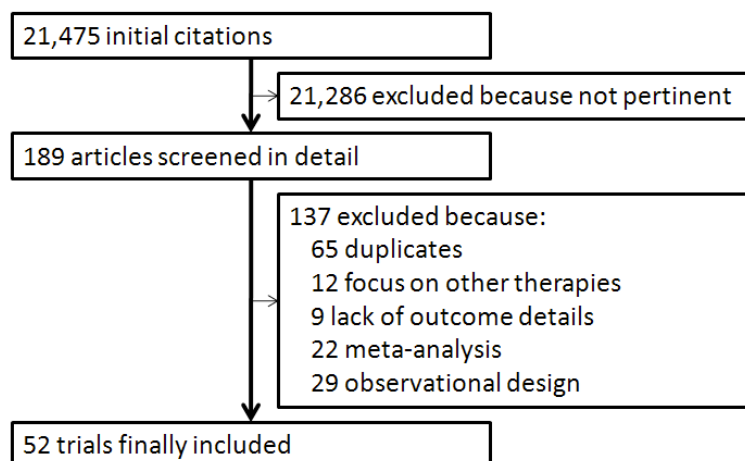 21,475 initial citations
21,286 excluded because not pertinent
189 articles screened in detail
137 excluded because:
65 duplicates
12 focus on other therapies
9 lack of outcome details
22 meta-analysis
29 observational design
52 trials finally included